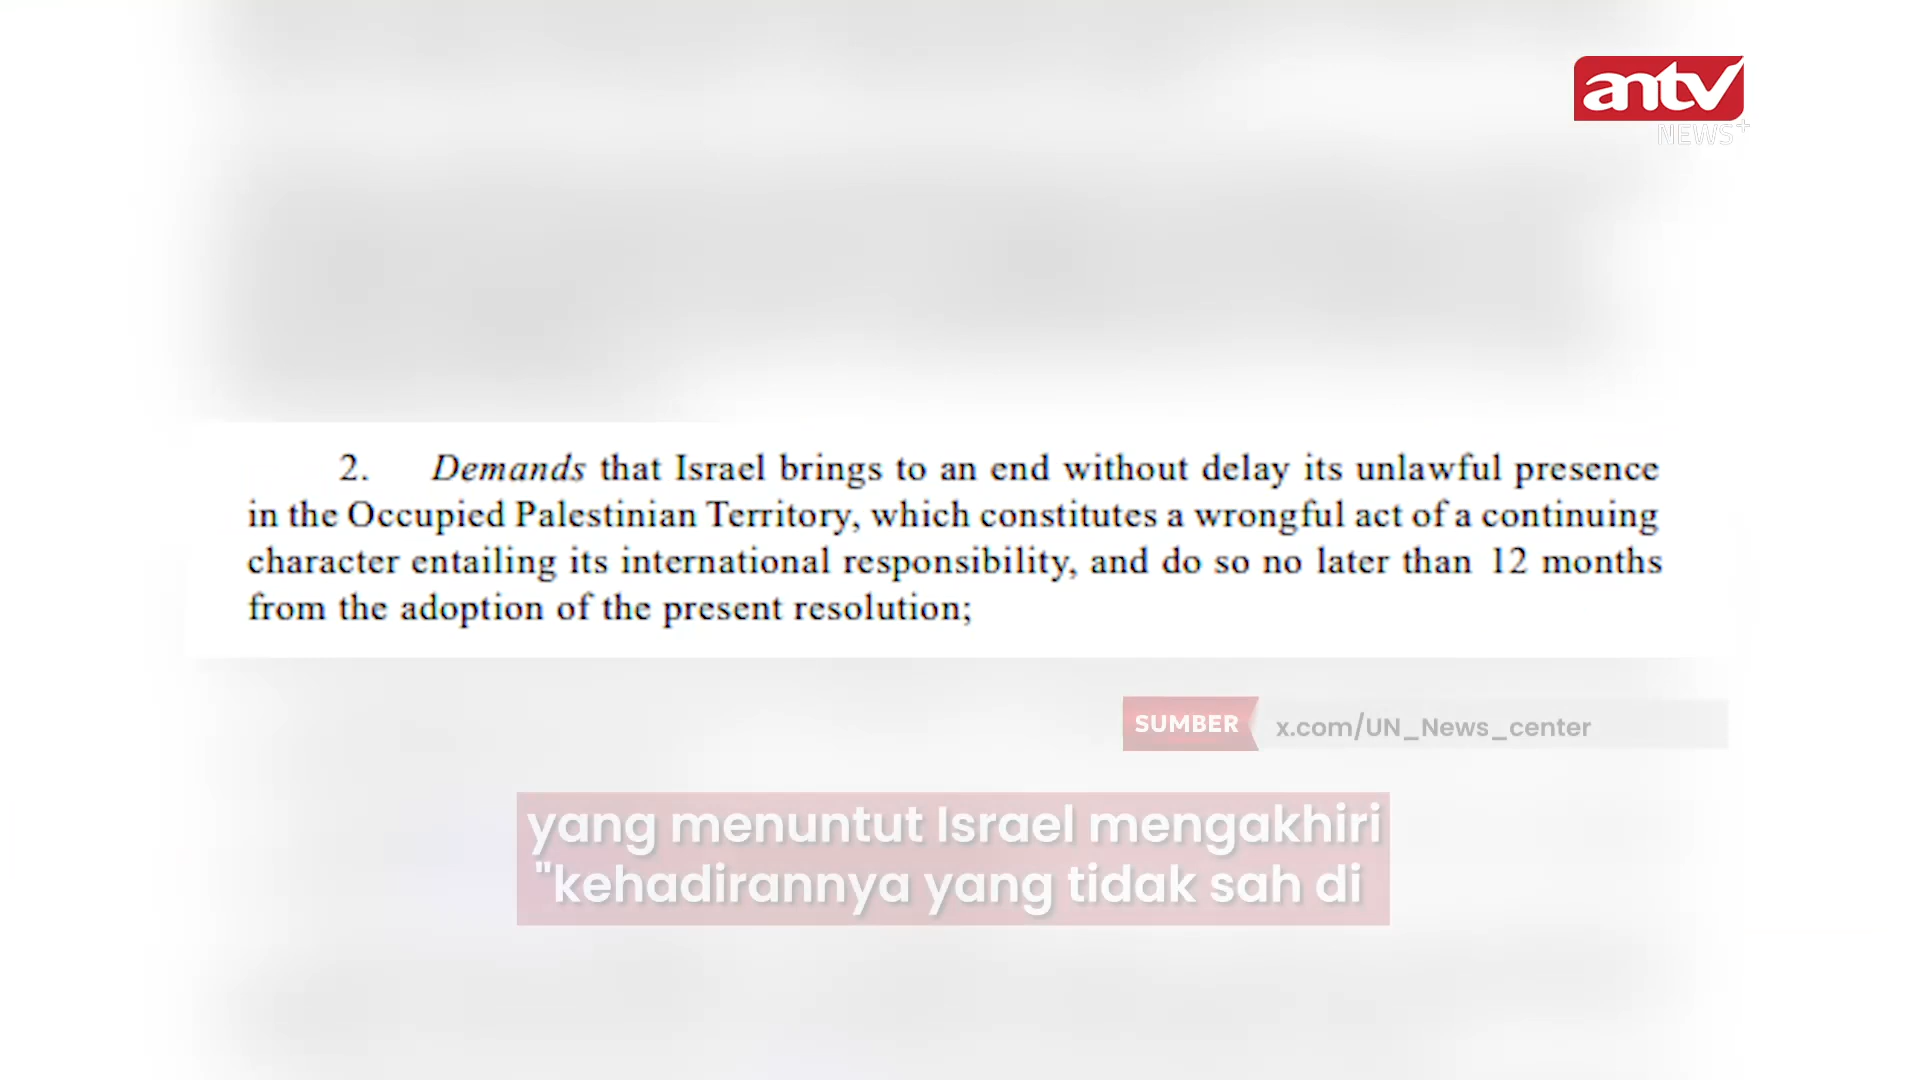 antv
NEWS+
2. Demands that Israel brings to an end without delay its unlawful presence
in the Occupied Palestinian Territory, which constitutes a wrongful act of a continuing
character entailing its international responsibility, and do so no later than 12 months
from the adoption of the present resolution;
SUMBER x.com/UN_News_center
yang menuntut Israel mengakhiri
"kehadirannya yang tidak sah di